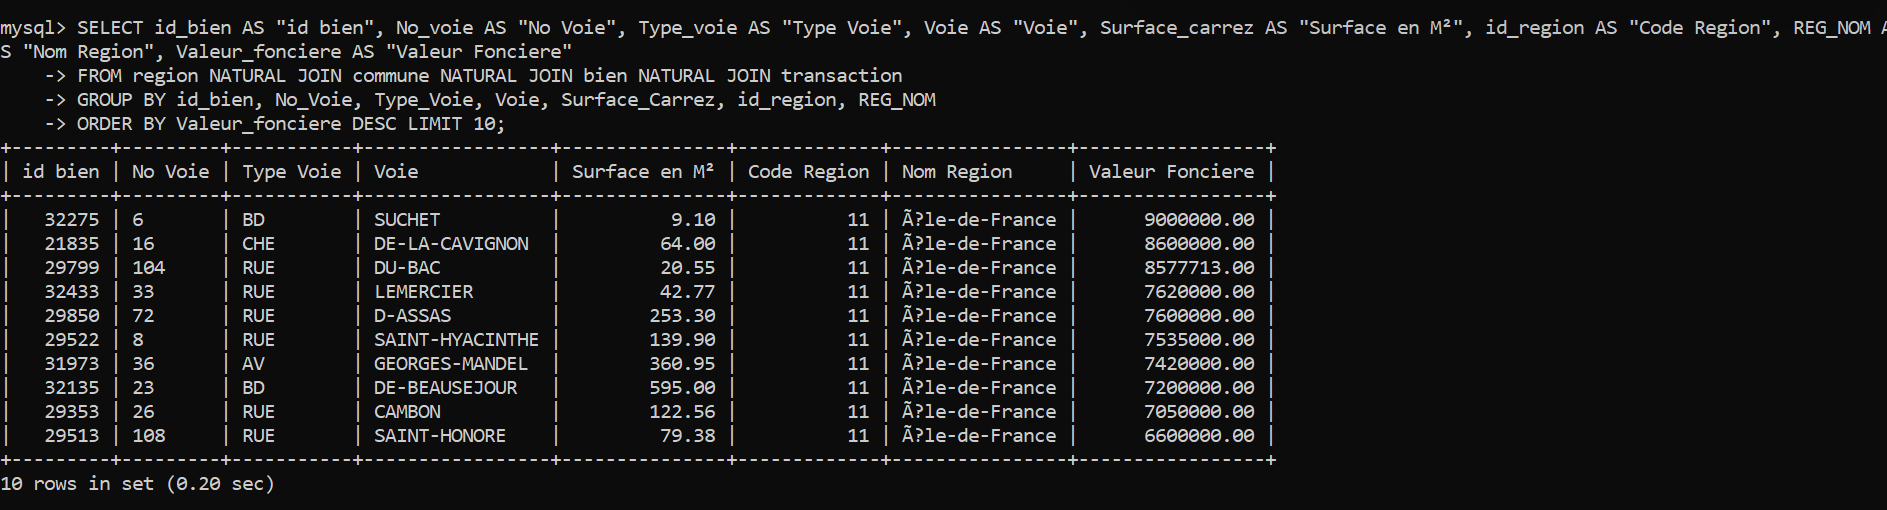 mysql> SELECT id_bien AS "id bien", No_voie AS "No Voie", Type_voie AS "Type Voie", Voie AS "Voie", Surface_carrez AS "Surface en M²", id_region AS "Code Region", REG_NOM A
S "Nom Region", Valeur_fonciere AS "Valeur Fonciere"
    -> FROM region NATURAL JOIN commune NATURAL JOIN bien NATURAL JOIN transaction
    -> GROUP BY id_bien, No_Voie, Type_Voie, Voie, Surface_Carrez, id_region, REG_NOM
    -> ORDER BY Valeur_fonciere DESC LIMIT 10;
+---------+---------+-----------+-----------------+---------------+-------------+----------------+-----------------+
| id bien | No Voie | Type Voie | Voie            | Surface en M² | Code Region | Nom Region     | Valeur Fonciere |
+---------+---------+-----------+-----------------+---------------+-------------+----------------+-----------------+
|   32275 | 6       | BD        | SUCHET          |          9.10 |          11 | Ã?le-de-France |      9000000.00 |
|   21835 | 16      | CHE       | DE-LA-CAVIGNON  |         64.00 |          11 | Ã?le-de-France |      8600000.00 |
|   29799 | 104     | RUE       | DU-BAC          |         20.55 |          11 | Ã?le-de-France |      8577713.00 |
|   32433 | 33      | RUE       | LEMERCIER       |         42.77 |          11 | Ã?le-de-France |      7620000.00 |
|   29850 | 72      | RUE       | D-ASSAS         |        253.30 |          11 | Ã?le-de-France |      7600000.00 |
|   29522 | 8       | RUE       | SAINT-HYACINTHE |        139.90 |          11 | Ã?le-de-France |      7535000.00 |
|   31973 | 36      | AV        | GEORGES-MANDEL  |        360.95 |          11 | Ã?le-de-France |      7420000.00 |
|   32135 | 23      | BD        | DE-BEAUSEJOUR   |        595.00 |          11 | Ã?le-de-France |      7200000.00 |
|   29353 | 26      | RUE       | CAMBON          |        122.56 |          11 | Ã?le-de-France |      7050000.00 |
|   29513 | 108     | RUE       | SAINT-HONORE    |         79.38 |          11 | Ã?le-de-France |      6600000.00 |
+---------+---------+-----------+-----------------+---------------+-------------+----------------+-----------------+
10 rows in set (0.20 sec)